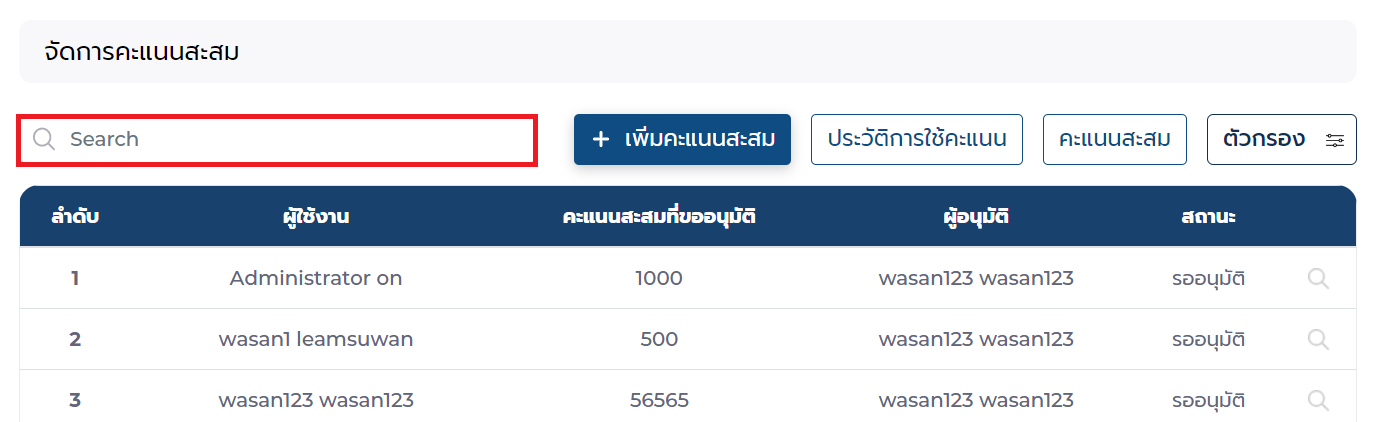 จัดการคะแนนสะสม
Search + เพิ่มคะแนนสะสม ประวัติการใช้คะแนน คะแนนสะสม ตัวกรอง
ลำดับ ผู้ใช้งาน คะแนนสะสมที่ขออนุมัติ ผู้อนุมัติ สถานะ
1 Administrator on 1000 wasan123 wasan123 รออนุมัติ
2 wasan1 leamsuwan 500 wasan123 wasan123 รออนุมัติ
3 wasan123 wasan123 56565 wasan123 wasan123 รออนุมัติ